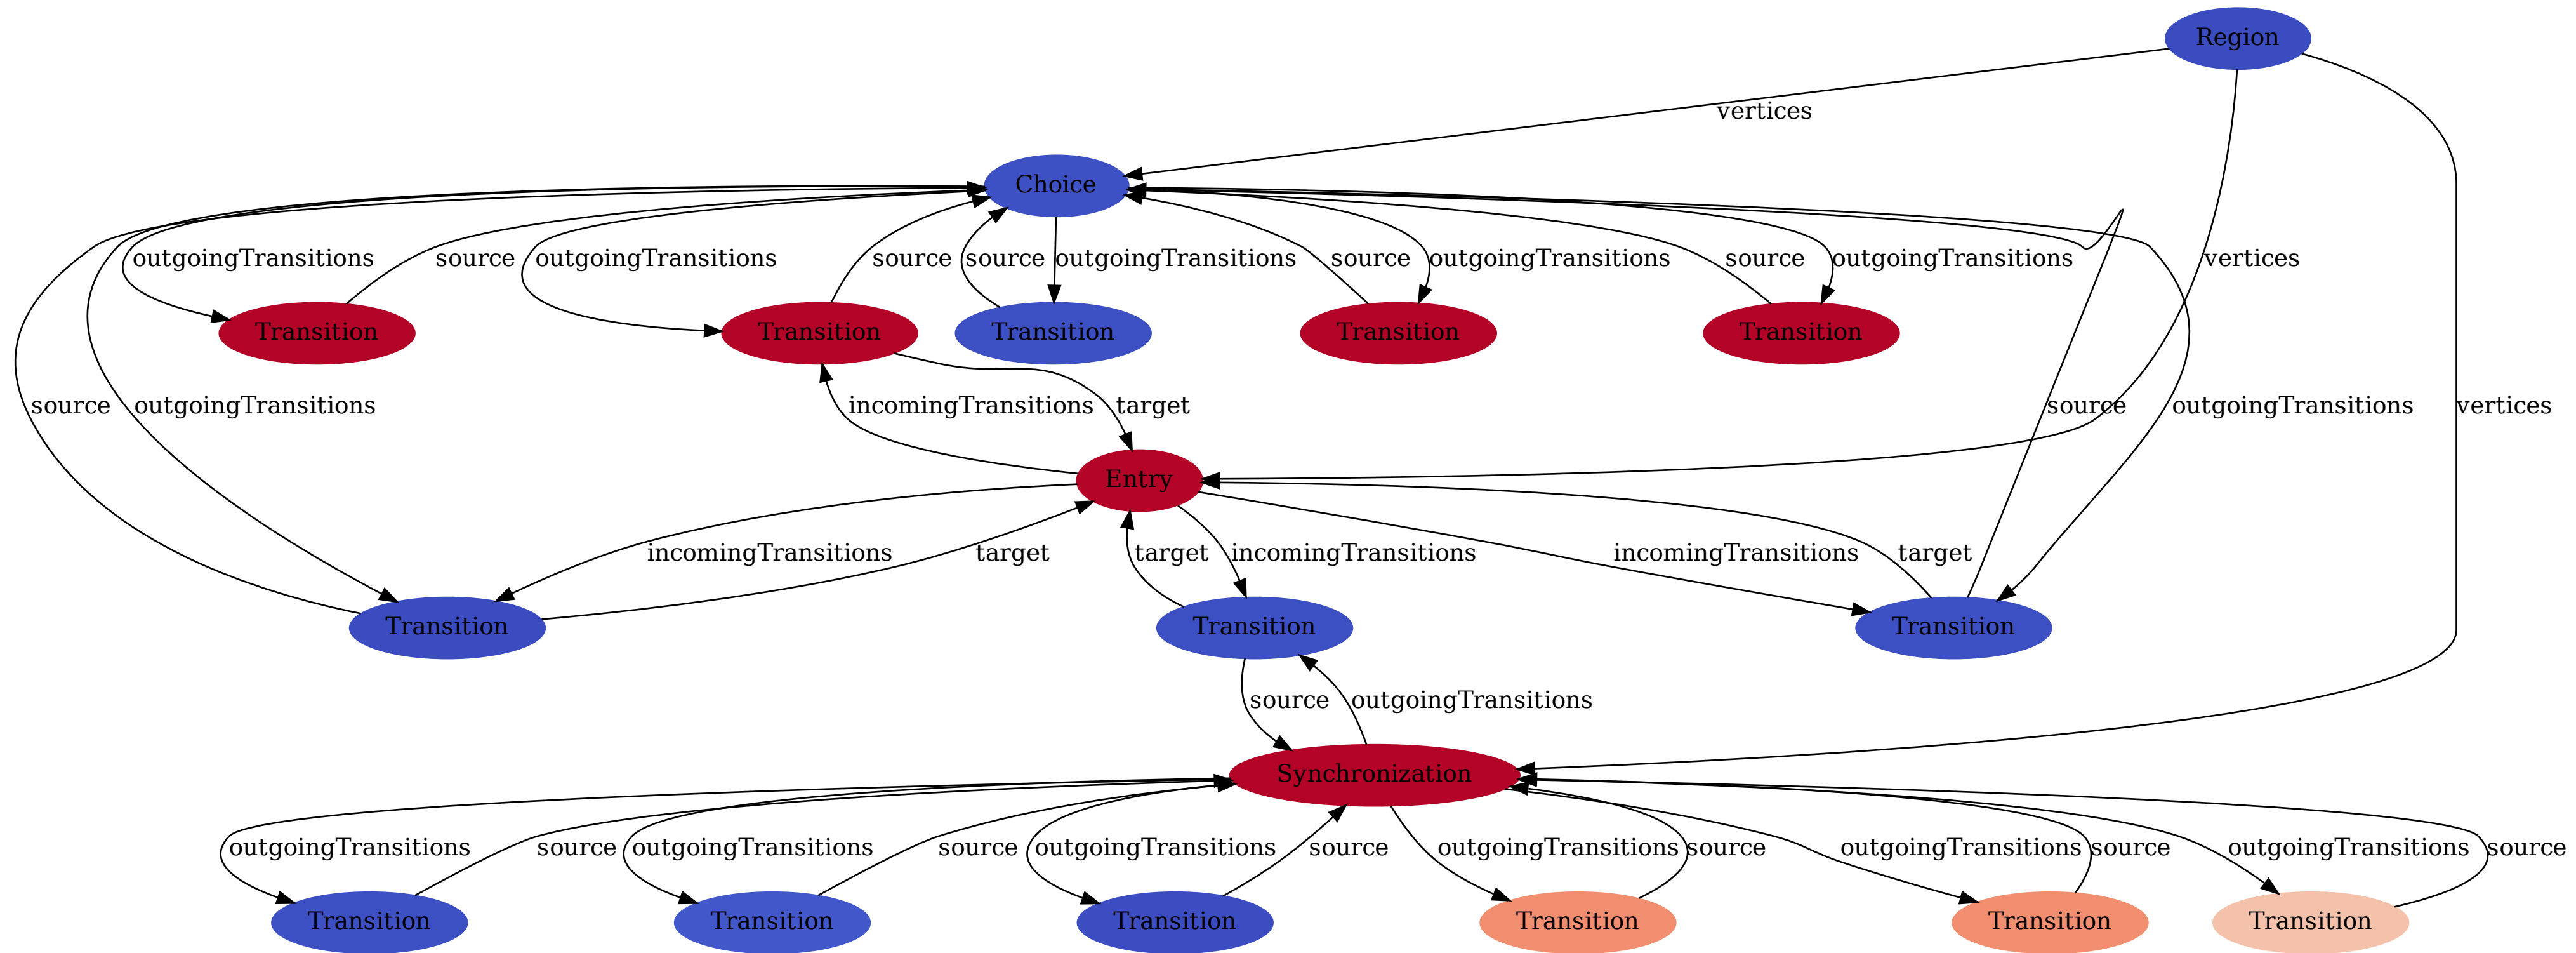 Region
vertices
Choice
outgoingTransitions source outgoingTransitions source source outgoingTransitions source outgoingTransitions source outgoingTransitions vertices
Transition Transition Transition Transition Transition
source outgoingTransitions incomingTransitions target source outgoingTransitions vertices
Entry
incomingTransitions target target incomingTransitions incomingTransitions target
Transition Transition Transition
source outgoingTransitions
Synchronization
outgoingTransitions source outgoingTransitions source outgoingTransitions source outgoingTransitions source outgoingTransitions source outgoingTransitions source
Transition Transition Transition Transition Transition Transition